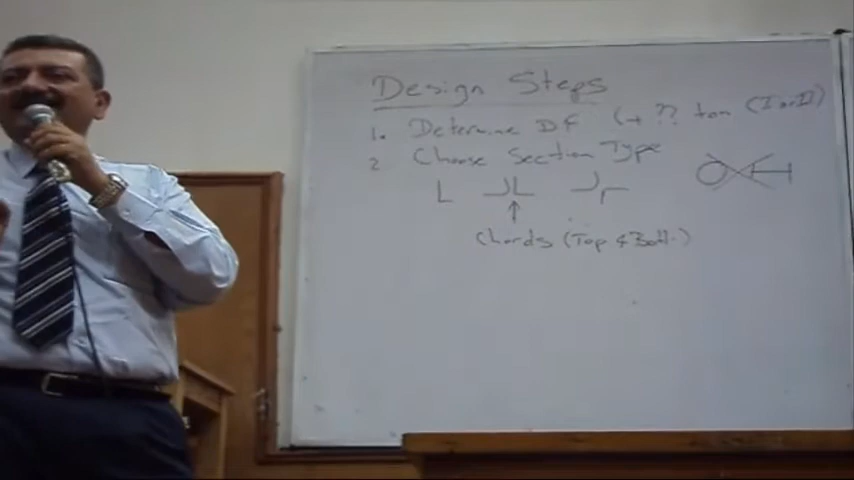 Design Steps
1. Determine DF (+ ?? ton (I or II)
2 Choose Section Type
Chords (Top & Bott.)